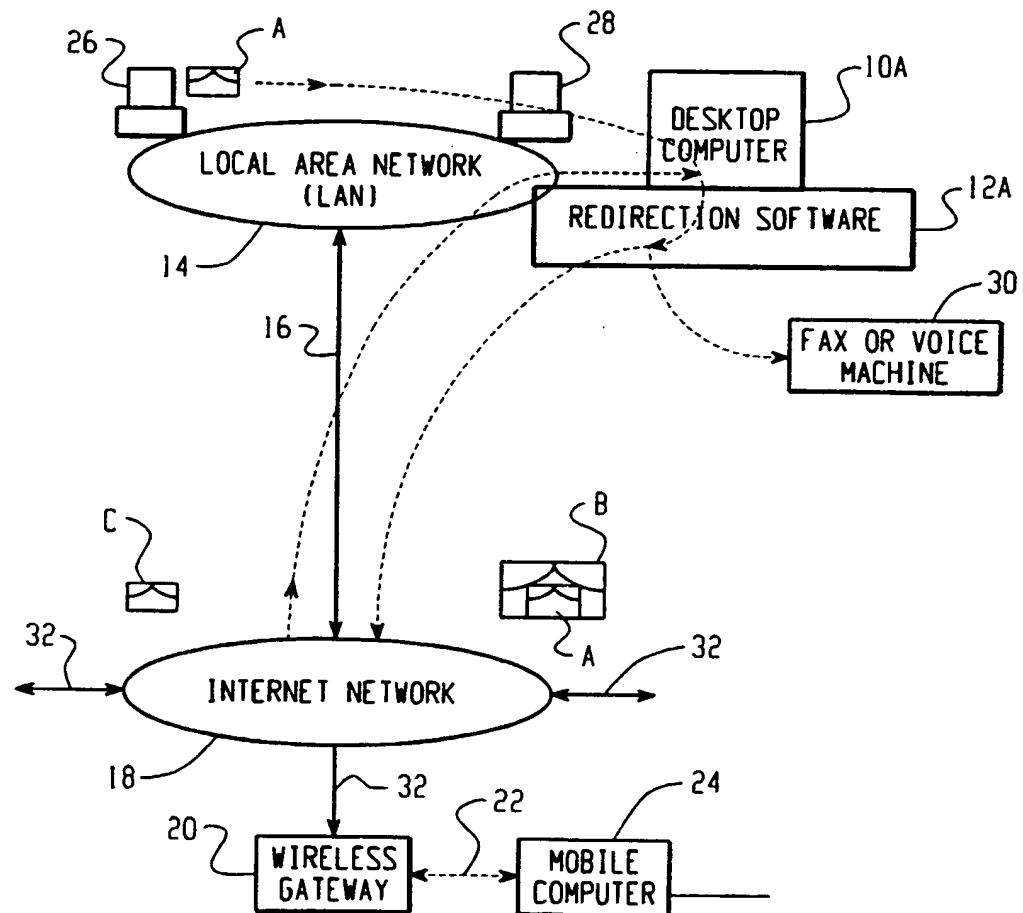 26
A
28
10A
DESKTOP
COMPUTER
LOCAL AREA NETWORK
(LAN)
12A
REDIRECTION SOFTWARE
14
16
30
FAX OR VOICE
MACHINE
C
B
A
32
32
INTERNET NETWORK
18
32
20
22
24
WIRELESS
GATEWAY
MOBILE
COMPUTER